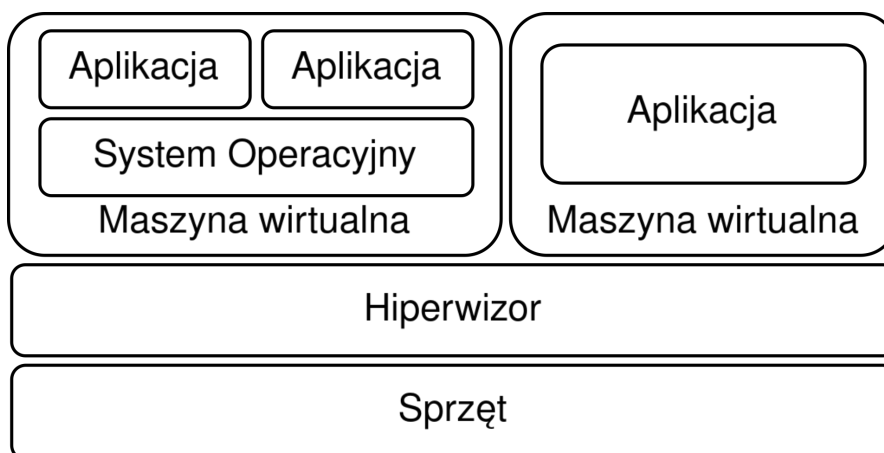 Aplikacja
Aplikacja
System Operacyjny
Maszyna wirtualna
Aplikacja
Maszyna wirtualna
Hiperwizor
Sprzęt